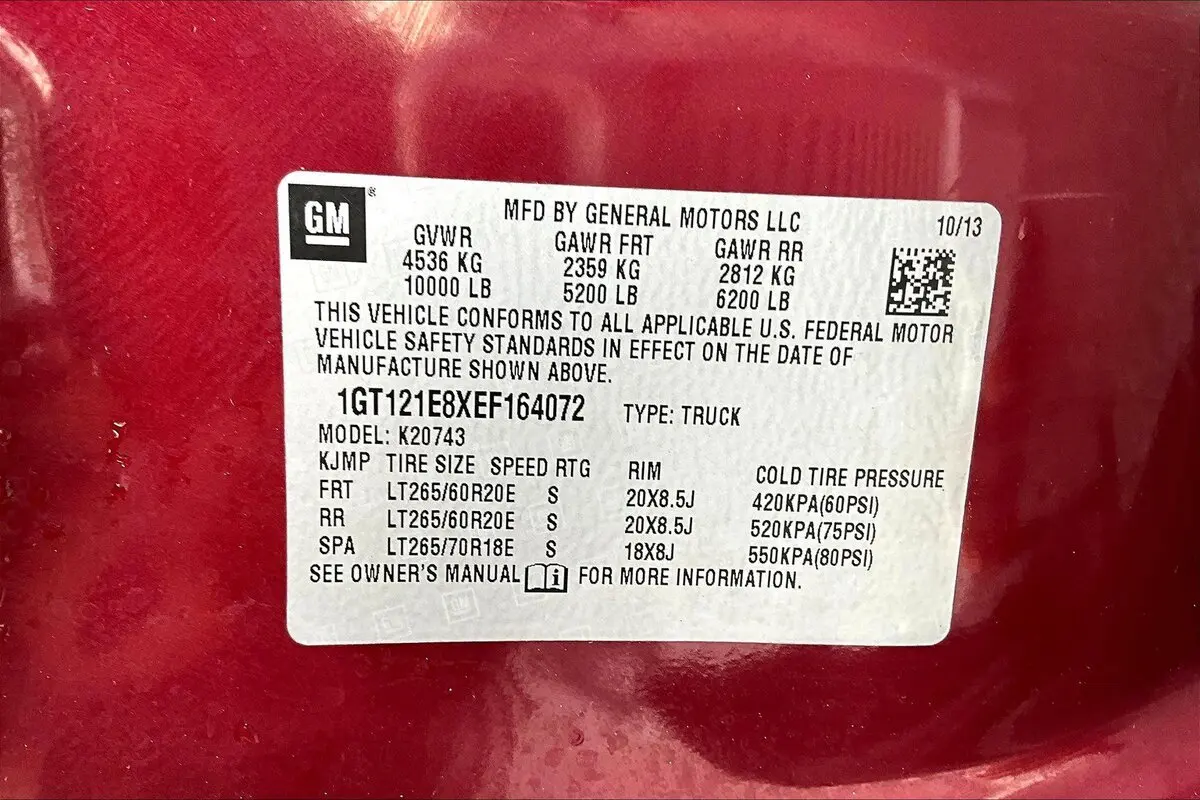 GM®
MFD BY GENERAL MOTORS LLC 10/13
GVWR GAWR FRT GAWR RR
4536 KG 2359 KG 2812 KG
10000 LB 5200 LB 6200 LB
THIS VEHICLE CONFORMS TO ALL APPLICABLE U.S. FEDERAL MOTOR
VEHICLE SAFETY STANDARDS IN EFFECT ON THE DATE OF
MANUFACTURE SHOWN ABOVE.
1GT121E8XEF164072 TYPE: TRUCK
MODEL: K20743
KJMP TIRE SIZE SPEED RTG RIM COLD TIRE PRESSURE
FRT LT265/60R20E S 20X8.5J 420KPA(60PSI)
RR LT265/60R20E S 20X8.5J 520KPA(75PSI)
SPA LT265/70R18E S 18X8J 550KPA(80PSI)
SEE OWNER'S MANUAL i FOR MORE INFORMATION.